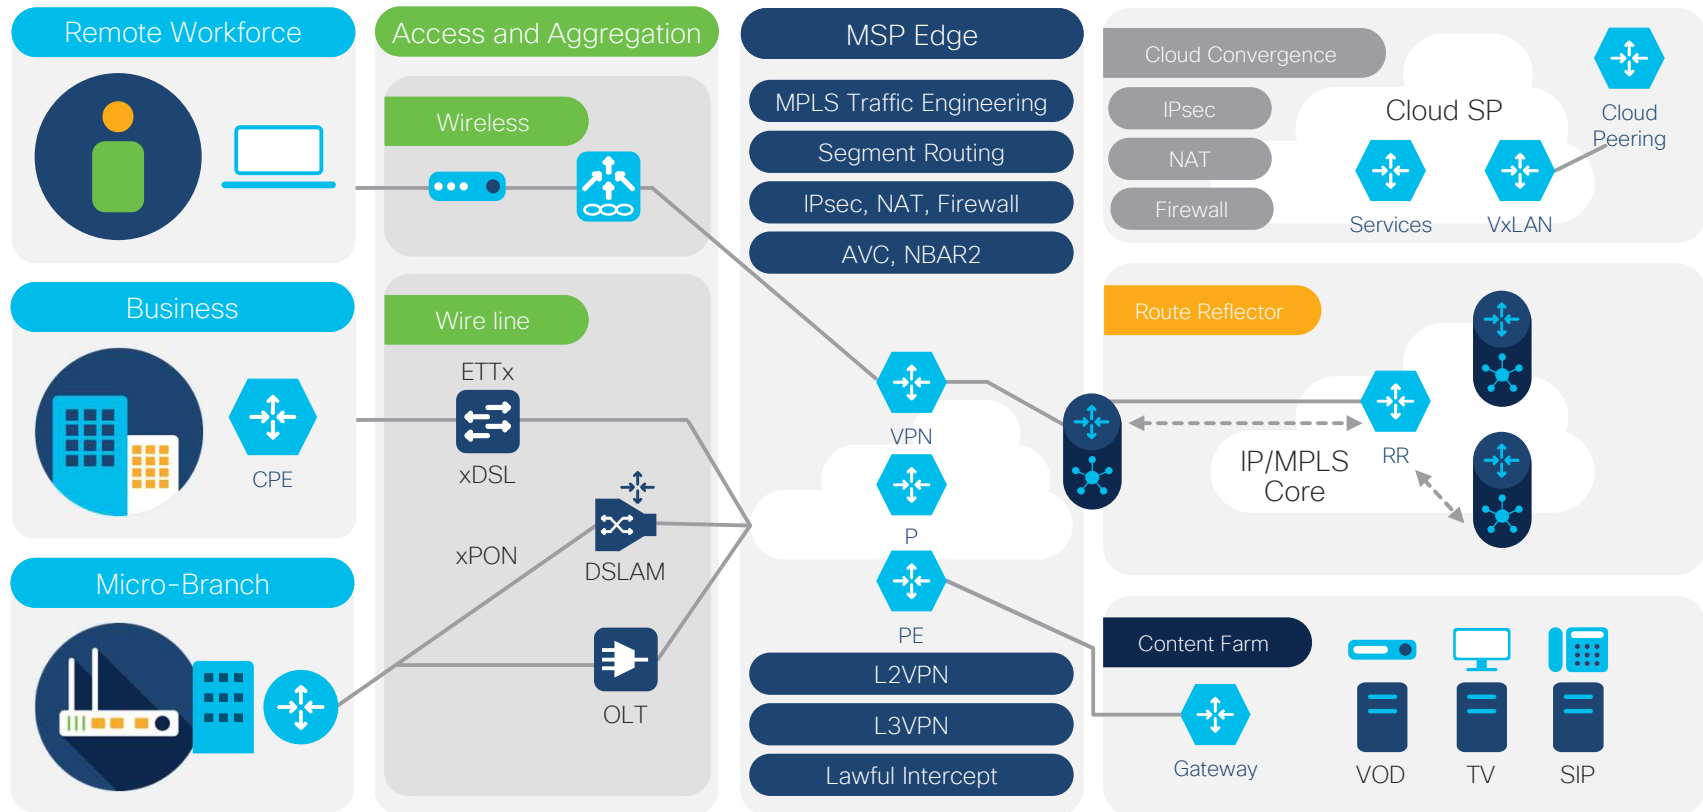 Remote Workforce
Business
CPE
Micro-Branch
Access and Aggregation
Wireless
Wire line
ETTx
xDSL
xPON
DSLAM
OLT
MSP Edge
MPLS Traffic Engineering
Segment Routing
IPsec, NAT, Firewall
AVC, NBAR2
VPN
P
PE
L2VPN
L3VPN
Lawful Intercept
Cloud Convergence
IPsec
NAT
Firewall
Cloud SP
Services
VxLAN
Cloud
Peering
Route Reflector
IP/MPLS
Core
RR
Content Farm
Gateway
VOD
TV
SIP